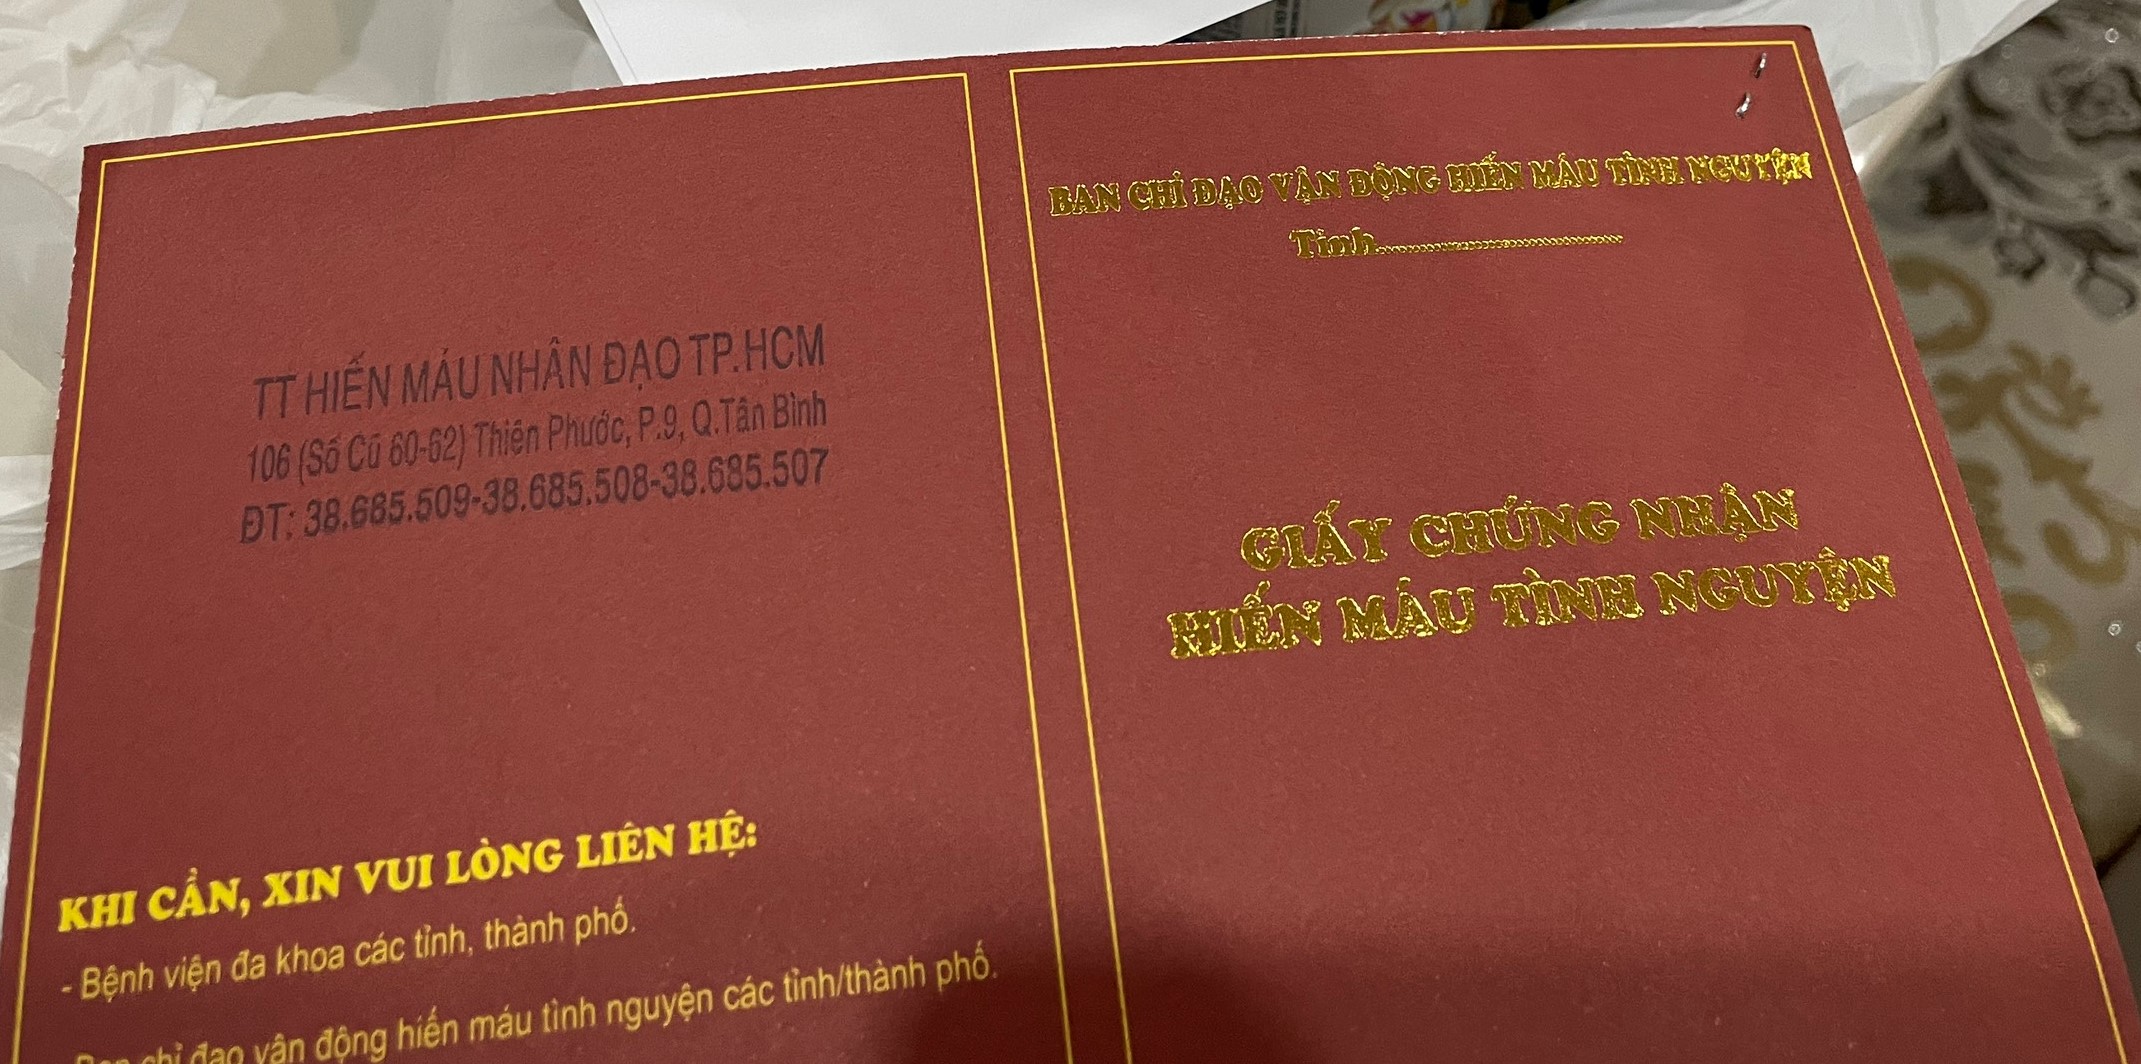 TT HIẾN MÁU NHÂN ĐẠO TP.HCM
106 (Số Cũ 60-62) Thiên Phước, P.9, Q.Tân Bình
ĐT: 38.685.509-38.685.508-38.685.507
KHI CẦN, XIN VUI LÒNG LIÊN HỆ:
- Bệnh viện đa khoa các tỉnh, thành phố.
chỉ đạo vận động hiến máu tình nguyện các tỉnh/thành phố.
BAN CHỈ ĐẠO VẬN ĐỘNG HIẾN MÁU TÌNH NGUYỆN
Tỉnh........................................
GIẤY CHỨNG NHẬN
HIẾN MÁU TÌNH NGUYỆN